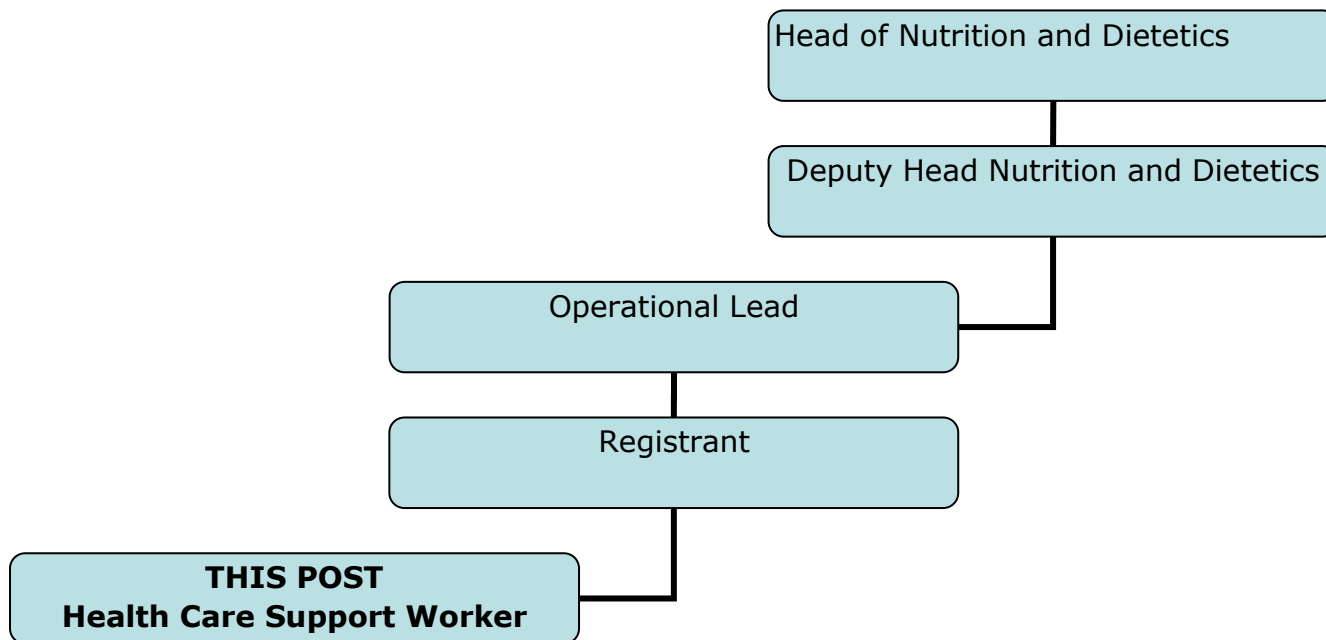 Head of Nutrition and Dietetics
Deputy Head Nutrition and Dietetics
Operational Lead
Registrant
THIS POST
Health Care Support Worker